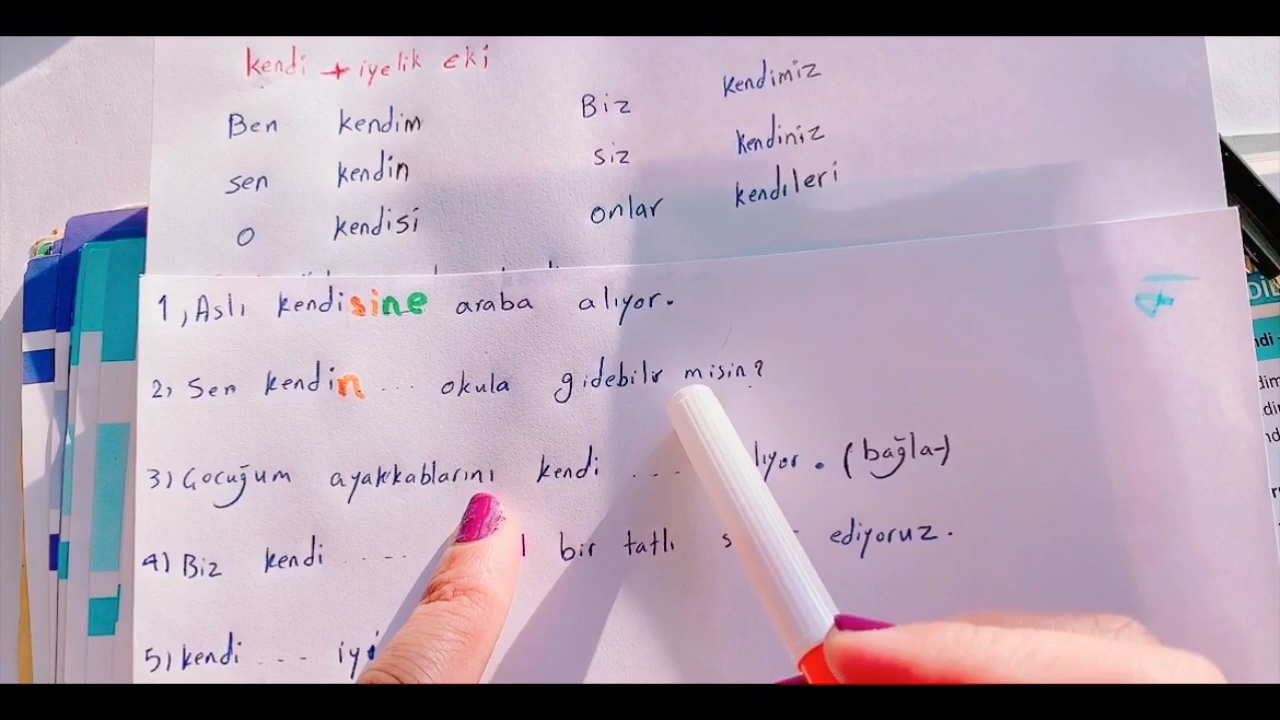 kendi + iyelik eki
Ben kendim Biz kendimiz
sen kendin siz kendiniz
O kendisi onlar kendileri
1, Aslı kendisine araba alıyor.
2, Sen kendin ... okula gidebilir misin?
3) Çocuğum ayakkablarını kendi .... lıyor. (bağla-)
4) Biz kendi .... bir tatlı ediyoruz.
5) kendi ...